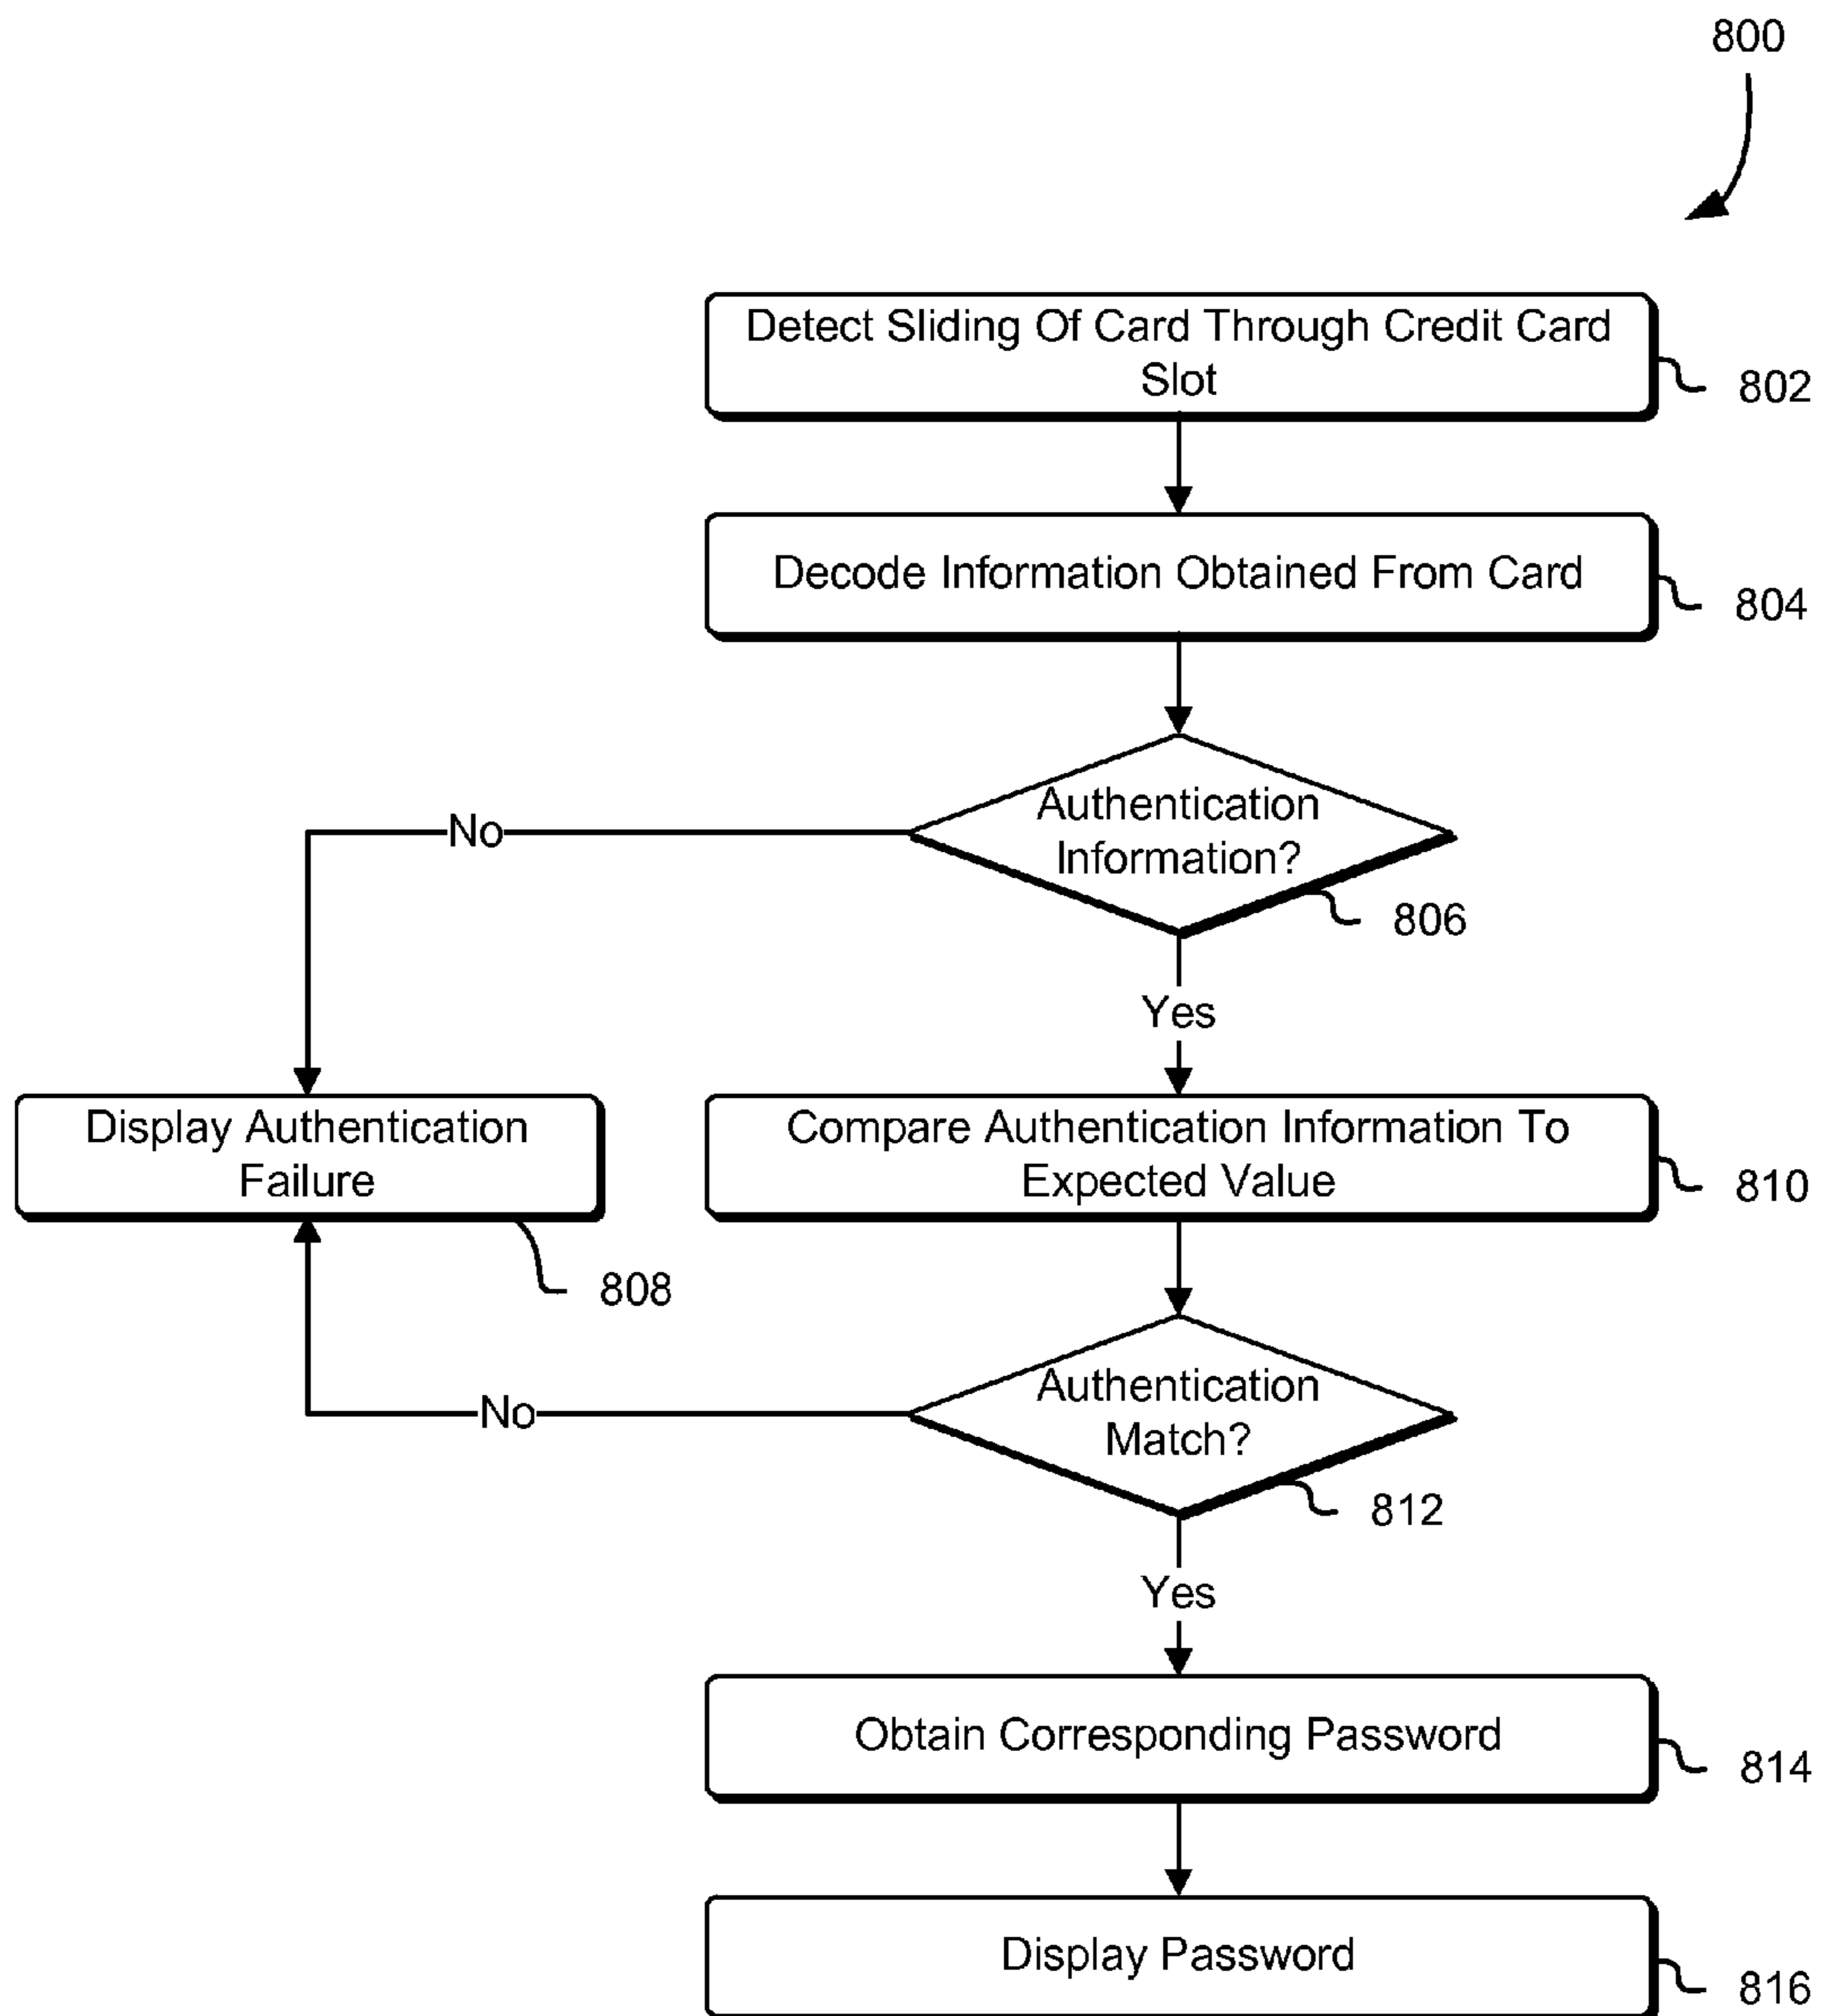 800
Detect Sliding Of Card Through Credit Card
Slot
802
Decode Information Obtained From Card
804
Authentication
Information?
806
No
Yes
Display Authentication
Failure
808
Compare Authentication Information To
Expected Value
810
Authentication
Match?
812
No
Yes
Obtain Corresponding Password
814
Display Password
816